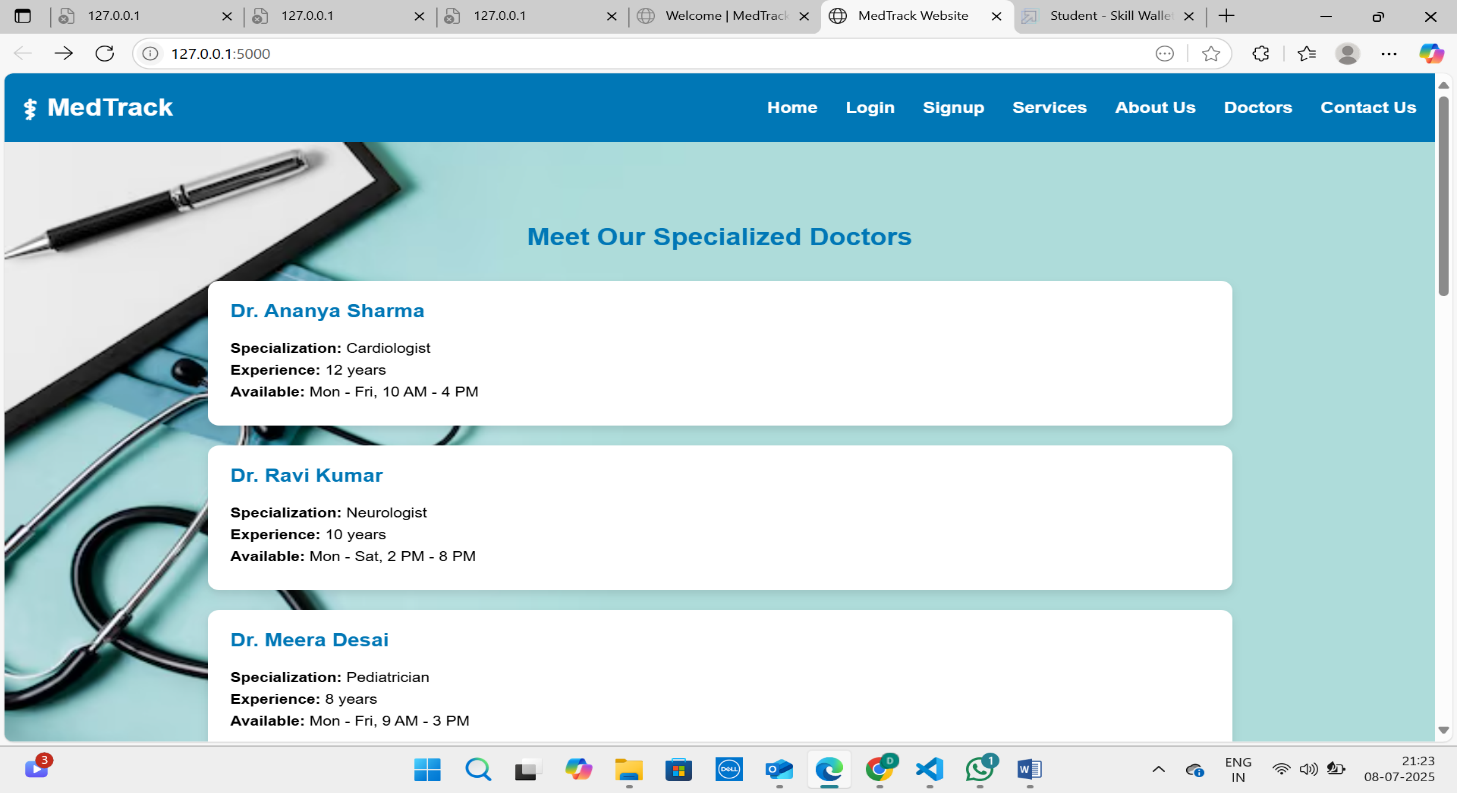 127.0.0.1
127.0.0.1
127.0.0.1
Welcome | MedTrack
MedTrack Website
Student - Skill Wallet
127.0.0.1:5000
MedTrack
Home Login Signup Services About Us Doctors Contact Us
Meet Our Specialized Doctors
Dr. Ananya Sharma
Specialization: Cardiologist
Experience: 12 years
Available: Mon - Fri, 10 AM - 4 PM
Dr. Ravi Kumar
Specialization: Neurologist
Experience: 10 years
Available: Mon - Sat, 2 PM - 8 PM
Dr. Meera Desai
Specialization: Pediatrician
Experience: 8 years
Available: Mon - Fri, 9 AM - 3 PM
3
DELL
D
1
W
ENG
IN
21:23
08-07-2025